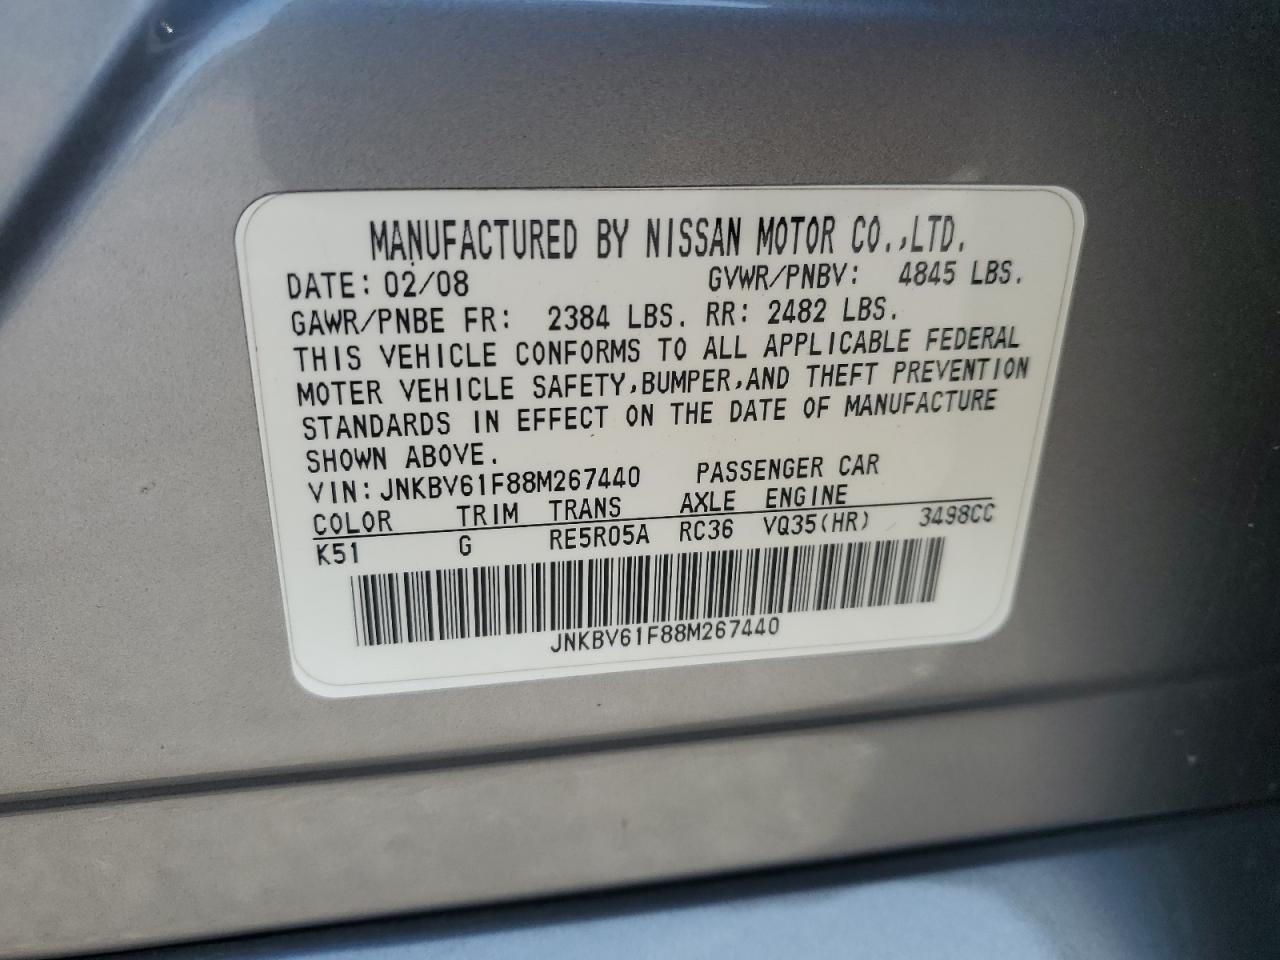 MANUFACTURED BY NISSAN MOTOR CO.,LTD.
DATE: 02/08 GVWR/PNBV: 4845 LBS.
GAWR/PNBE FR: 2384 LBS. RR: 2482 LBS.
THIS VEHICLE CONFORMS TO ALL APPLICABLE FEDERAL
MOTER VEHICLE SAFETY,BUMPER,AND THEFT PREVENTION
STANDARDS IN EFFECT ON THE DATE OF MANUFACTURE
SHOWN ABOVE.
VIN: JNKBV61F88M267440 PASSENGER CAR
COLOR TRIM TRANS AXLE ENGINE
K51 G RE5R05A RC36 VQ35(HR) 3498CC
JNKBV61F88M267440